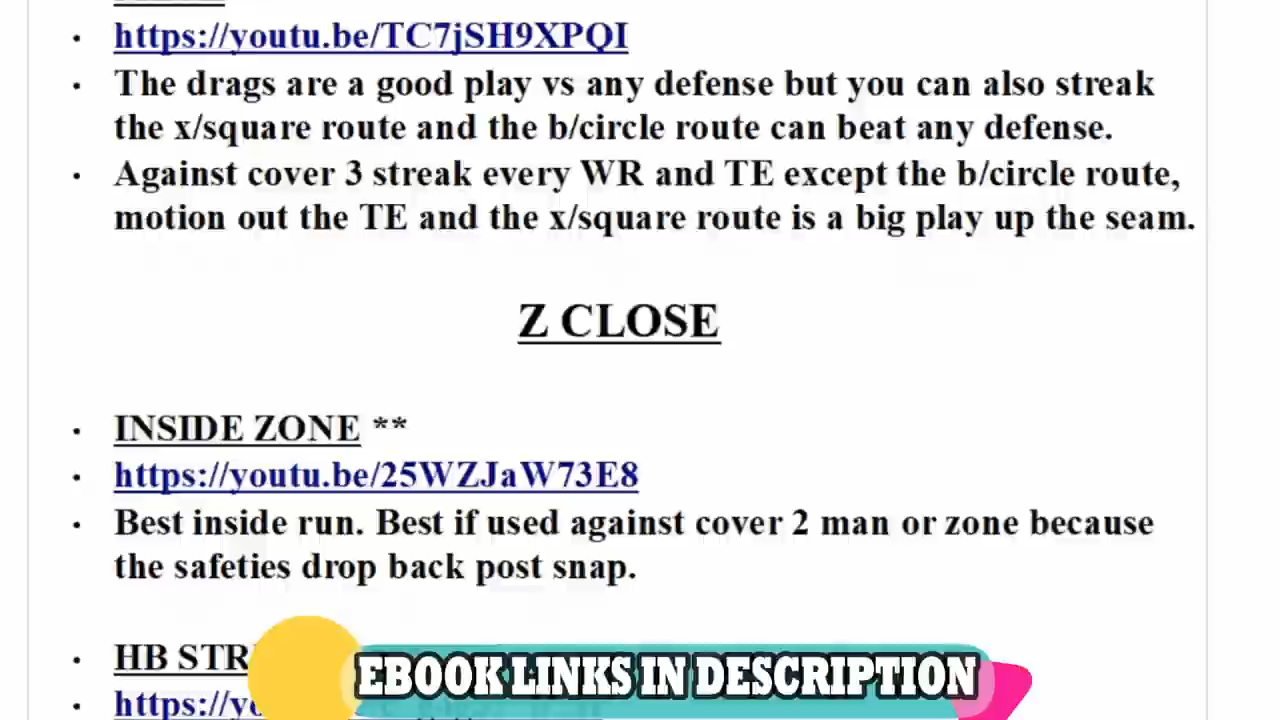 https://youtu.be/TC7jSH9XPQI
The drags are a good play vs any defense but you can also streak
the x/square route and the b/circle route can beat any defense.
Against cover 3 streak every WR and TE except the b/circle route,
motion out the TE and the x/square route is a big play up the seam.
Z CLOSE
INSIDE ZONE **
https://youtu.be/25WZJaW73E8
Best inside run. Best if used against cover 2 man or zone because
the safeties drop back post snap.
HB
EBOOK LINKS IN DESCRIPTION